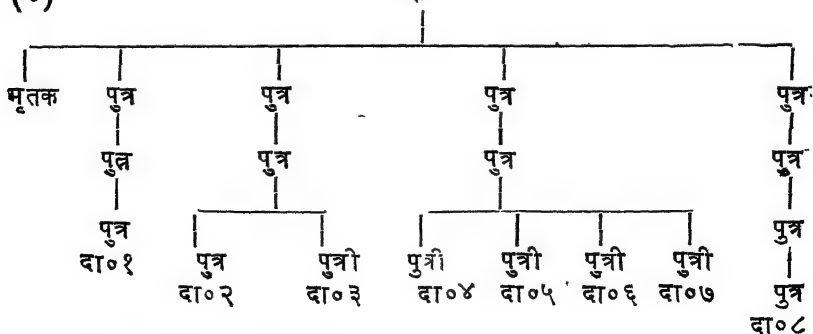 मृतक पुत्र पुत्र पुत्र पुत्र
पुत्र पुत्र पुत्र पुत्र
पुत्र पुत्र पुत्री पुत्री पुत्री पुत्री पुत्री पुत्र
दा०१ दा०२ दा०३ दा०४ दा०५ दा०६ दा०७ पुत्र
दा०८